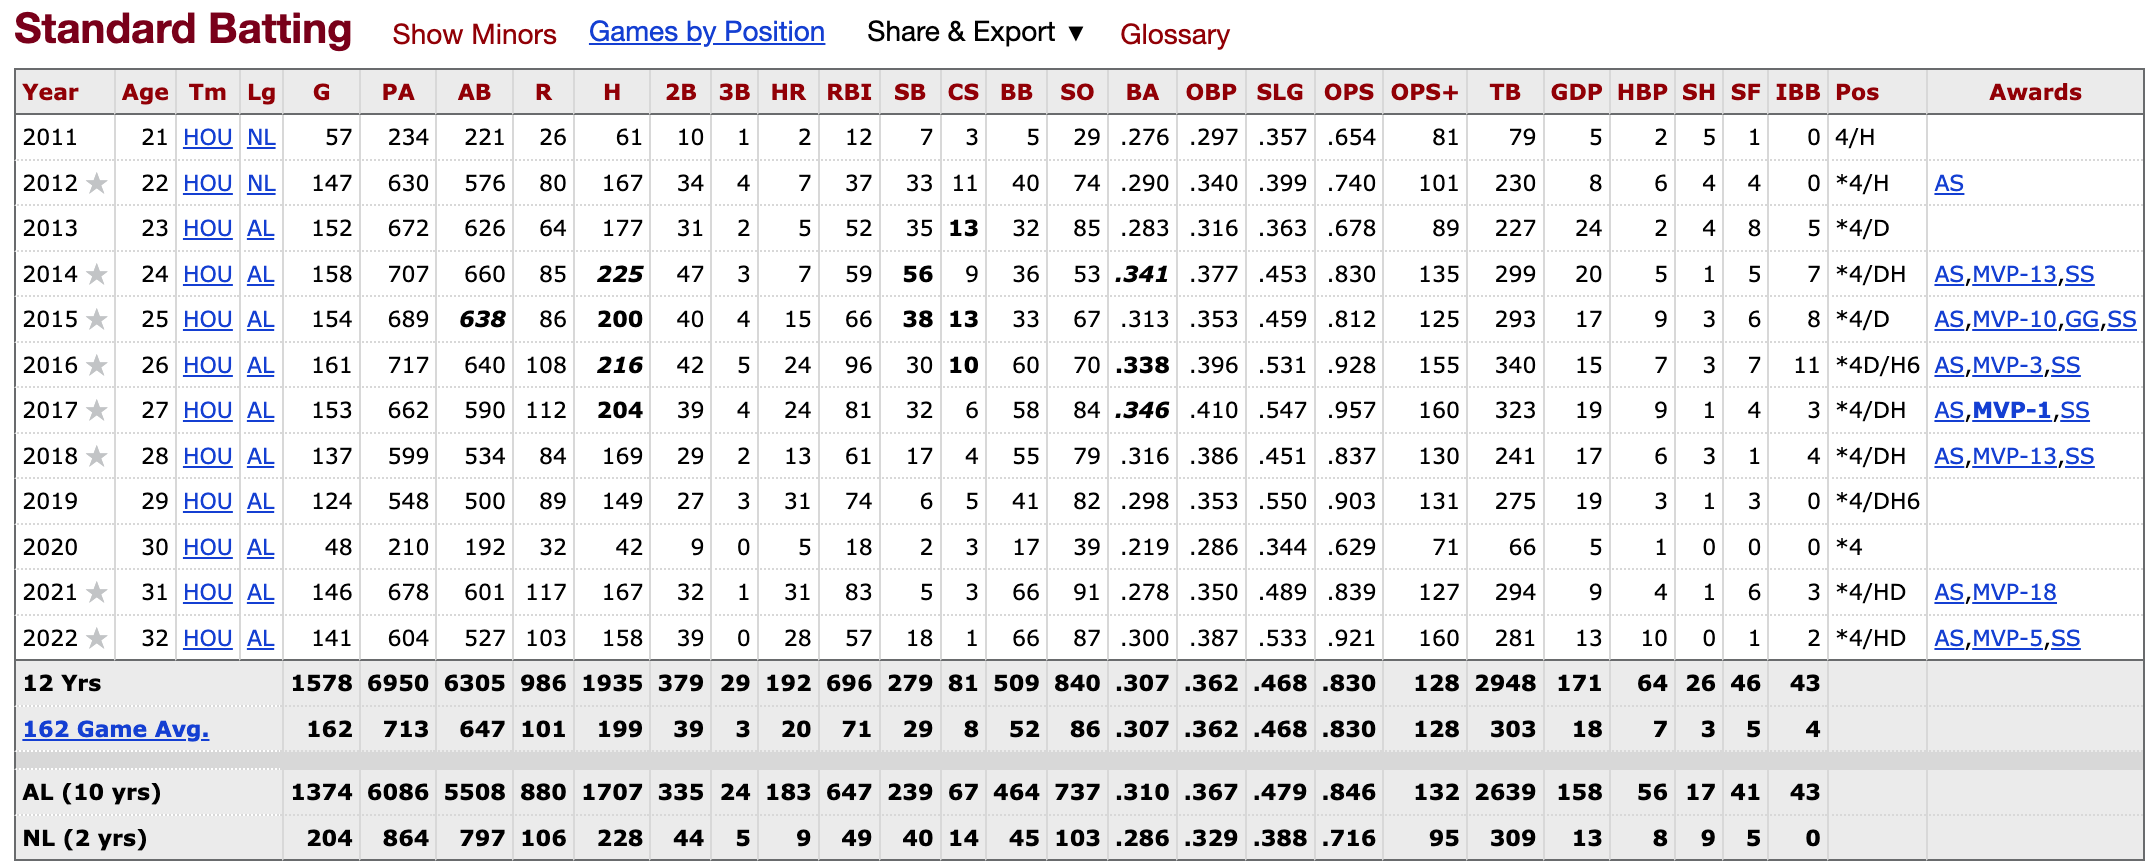 Standard Batting Show Minors Games by Position Share & Export ▼ Glossary
Year Age Tm Lg G PA AB R H 2B 3B HR RBI SB CS BB SO BA OBP SLG OPS OPS+ TB GDP HBP SH SF IBB Pos Awards
2011 21 HOU NL 57 234 221 26 61 10 1 2 12 7 3 5 29 .276 .297 .357 .654 81 79 5 2 5 1 0 4/H
2012 ★ 22 HOU NL 147 630 576 80 167 34 4 7 37 33 11 40 74 .290 .340 .399 .740 101 230 8 6 4 4 0 *4/H AS
2013 23 HOU AL 152 672 626 64 177 31 2 5 52 35 13 32 85 .283 .316 .363 .678 89 227 24 2 4 8 5 *4/D
2014 ★ 24 HOU AL 158 707 660 85 225 47 3 7 59 56 9 36 53 .341 .377 .453 .830 135 299 20 5 1 5 7 *4/DH AS,MVP-13,SS
2015 ★ 25 HOU AL 154 689 638 86 200 40 4 15 66 38 13 33 67 .313 .353 .459 .812 125 293 17 9 3 6 8 *4/D AS,MVP-10,GG,SS
2016 ★ 26 HOU AL 161 717 640 108 216 42 5 24 96 30 10 60 70 .338 .396 .531 .928 155 340 15 7 3 7 11 *4D/H6 AS,MVP-3,SS
2017 ★ 27 HOU AL 153 662 590 112 204 39 4 24 81 32 6 58 84 .346 .410 .547 .957 160 323 19 9 1 4 3 *4/DH AS,MVP-1,SS
2018 ★ 28 HOU AL 137 599 534 84 169 29 2 13 61 17 4 55 79 .316 .386 .451 .837 130 241 17 6 3 1 4 *4/DH AS,MVP-13,SS
2019 29 HOU AL 124 548 500 89 149 27 3 31 74 6 5 41 82 .298 .353 .550 .903 131 275 19 3 1 3 0 *4/DH6
2020 30 HOU AL 48 210 192 32 42 9 0 5 18 2 3 17 39 .219 .286 .344 .629 71 66 5 1 0 0 0 *4
2021 ★ 31 HOU AL 146 678 601 117 167 32 1 31 83 5 3 66 91 .278 .350 .489 .839 127 294 9 4 1 6 3 *4/HD AS,MVP-18
2022 ★ 32 HOU AL 141 604 527 103 158 39 0 28 57 18 1 66 87 .300 .387 .533 .921 160 281 13 10 0 1 2 *4/HD AS,MVP-5,SS
12 Yrs 1578 6950 6305 986 1935 379 29 192 696 279 81 509 840 .307 .362 .468 .830 128 2948 171 64 26 46 43
162 Game Avg. 162 713 647 101 199 39 3 20 71 29 8 52 86 .307 .362 .468 .830 128 303 18 7 3 5 4
AL (10 yrs) 1374 6086 5508 880 1707 335 24 183 647 239 67 464 737 .310 .367 .479 .846 132 2639 158 56 17 41 43
NL (2 yrs) 204 864 797 106 228 44 5 9 49 40 14 45 103 .286 .329 .388 .716 95 309 13 8 9 5 0